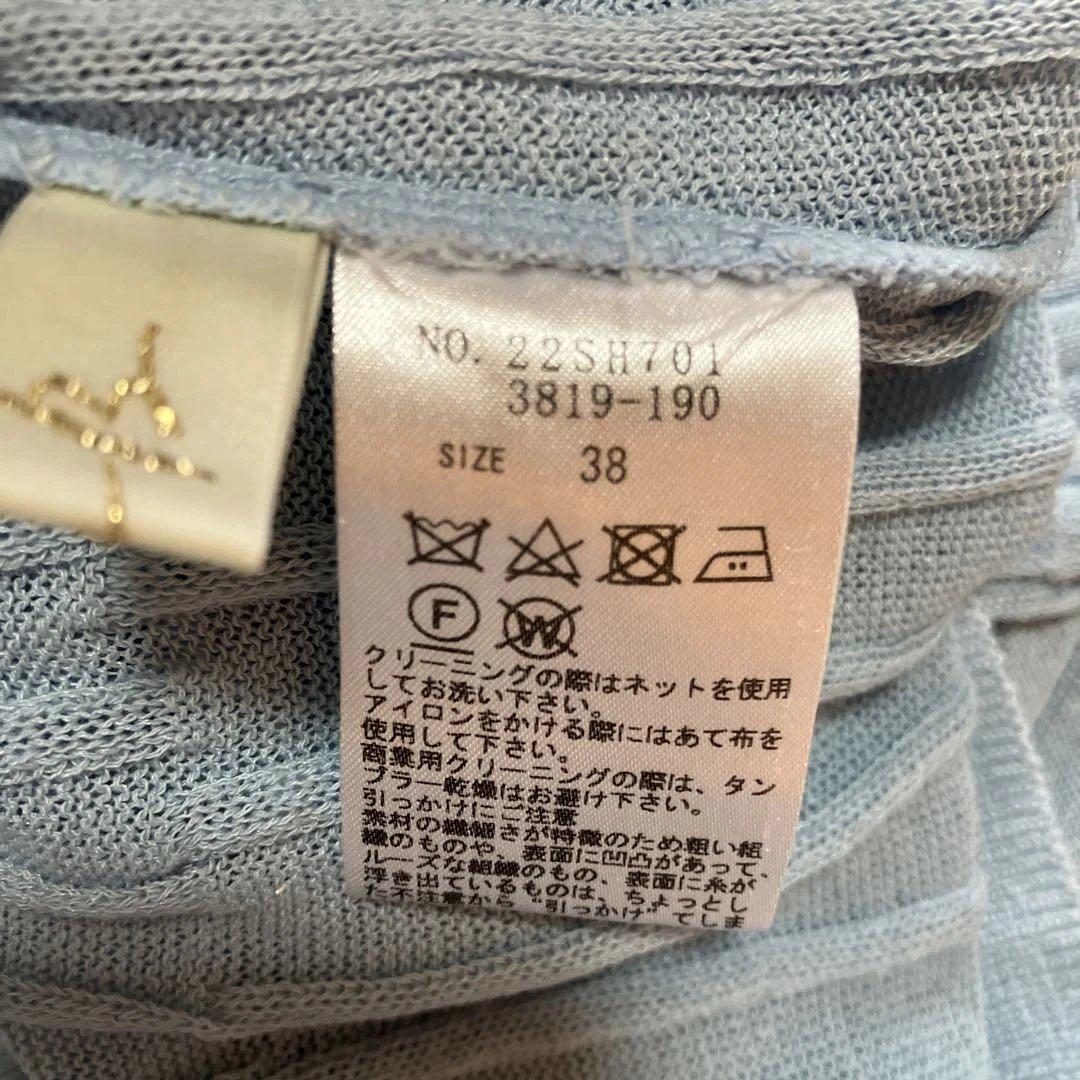 NO. 22SH701
3819-190
SIZE 38
F
W
クリーニングの際はネットを使用
してお洗い下さい。
アイロンをかける際にはあて布を
使用して下さい。
商業用クリーニングの際は、タン
ブラー乾燥はお避け下さい。
引っかけにご注意
素材の繊細さが特徴のため粗い組
織のものや、表面に凹凸があって、
ルーズな組織のもの、表面に糸が
浮き出ているものは、ちょっとし
た不注意から"引っかけ"てしま